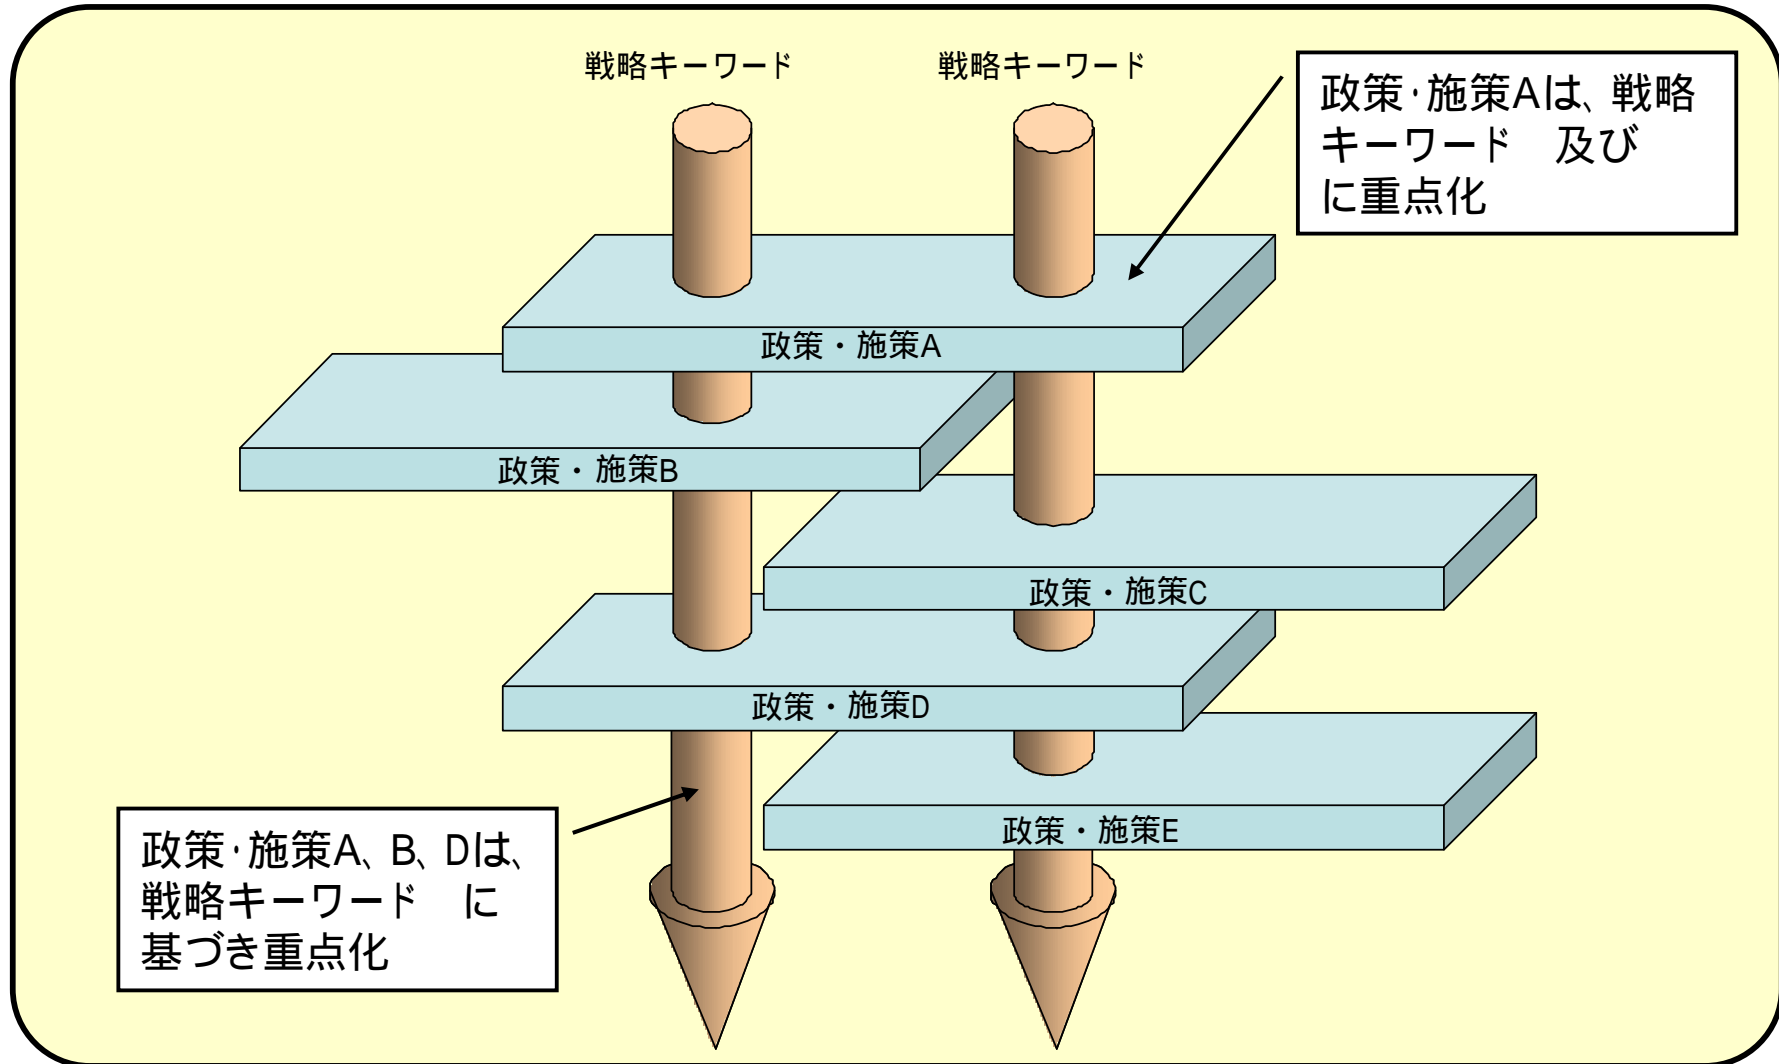 戦略キーワード
戦略キーワード
政策・施策Aは、戦略
キーワード　及び
に重点化
政策・施策A
政策・施策B
政策・施策C
政策・施策D
政策・施策E
政策・施策A、B、Dは、
戦略キーワード　に
基づき重点化